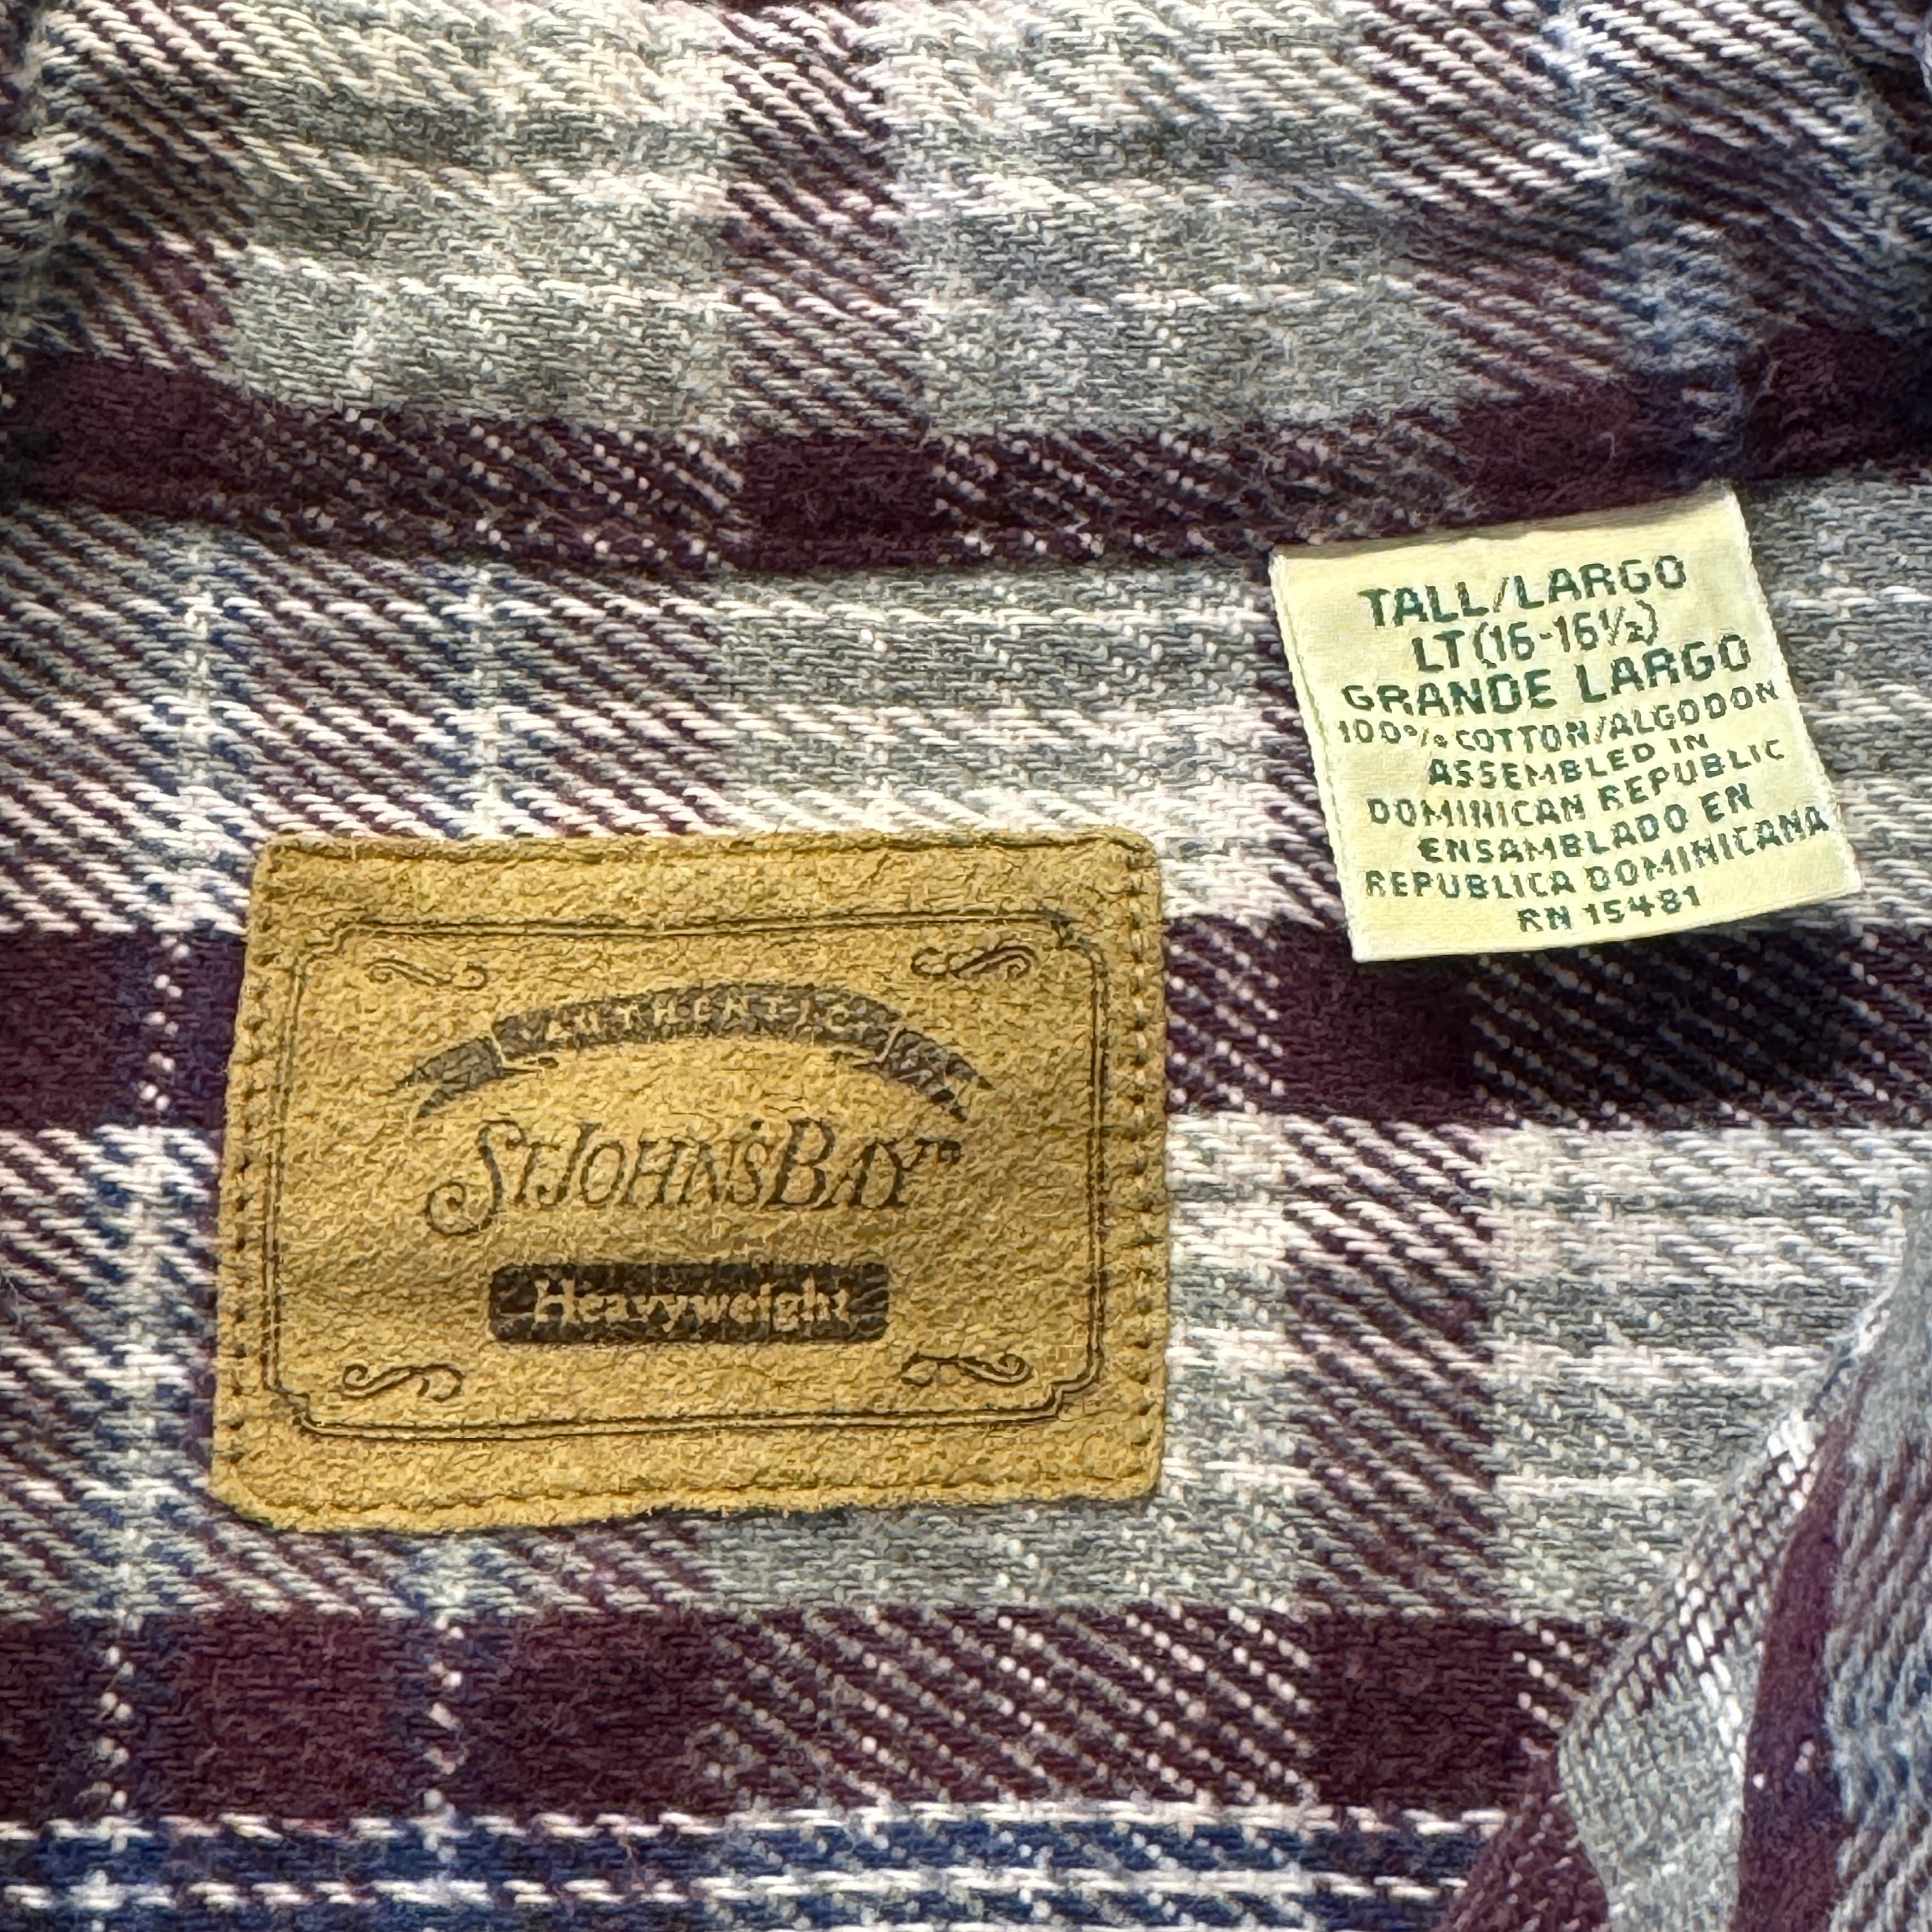 TALL/LARGO
LT(16-16½)
GRANDE LARGO
100% COTTON/ALGODON
ASSEMBLED IN
DOMINICAN REPUBLIC
ENSAMBLADO EN
REPUBLICA DOMINICANA
RN 15481
AUTHENTIC
ST JOHN'S BAY™
Heavyweight